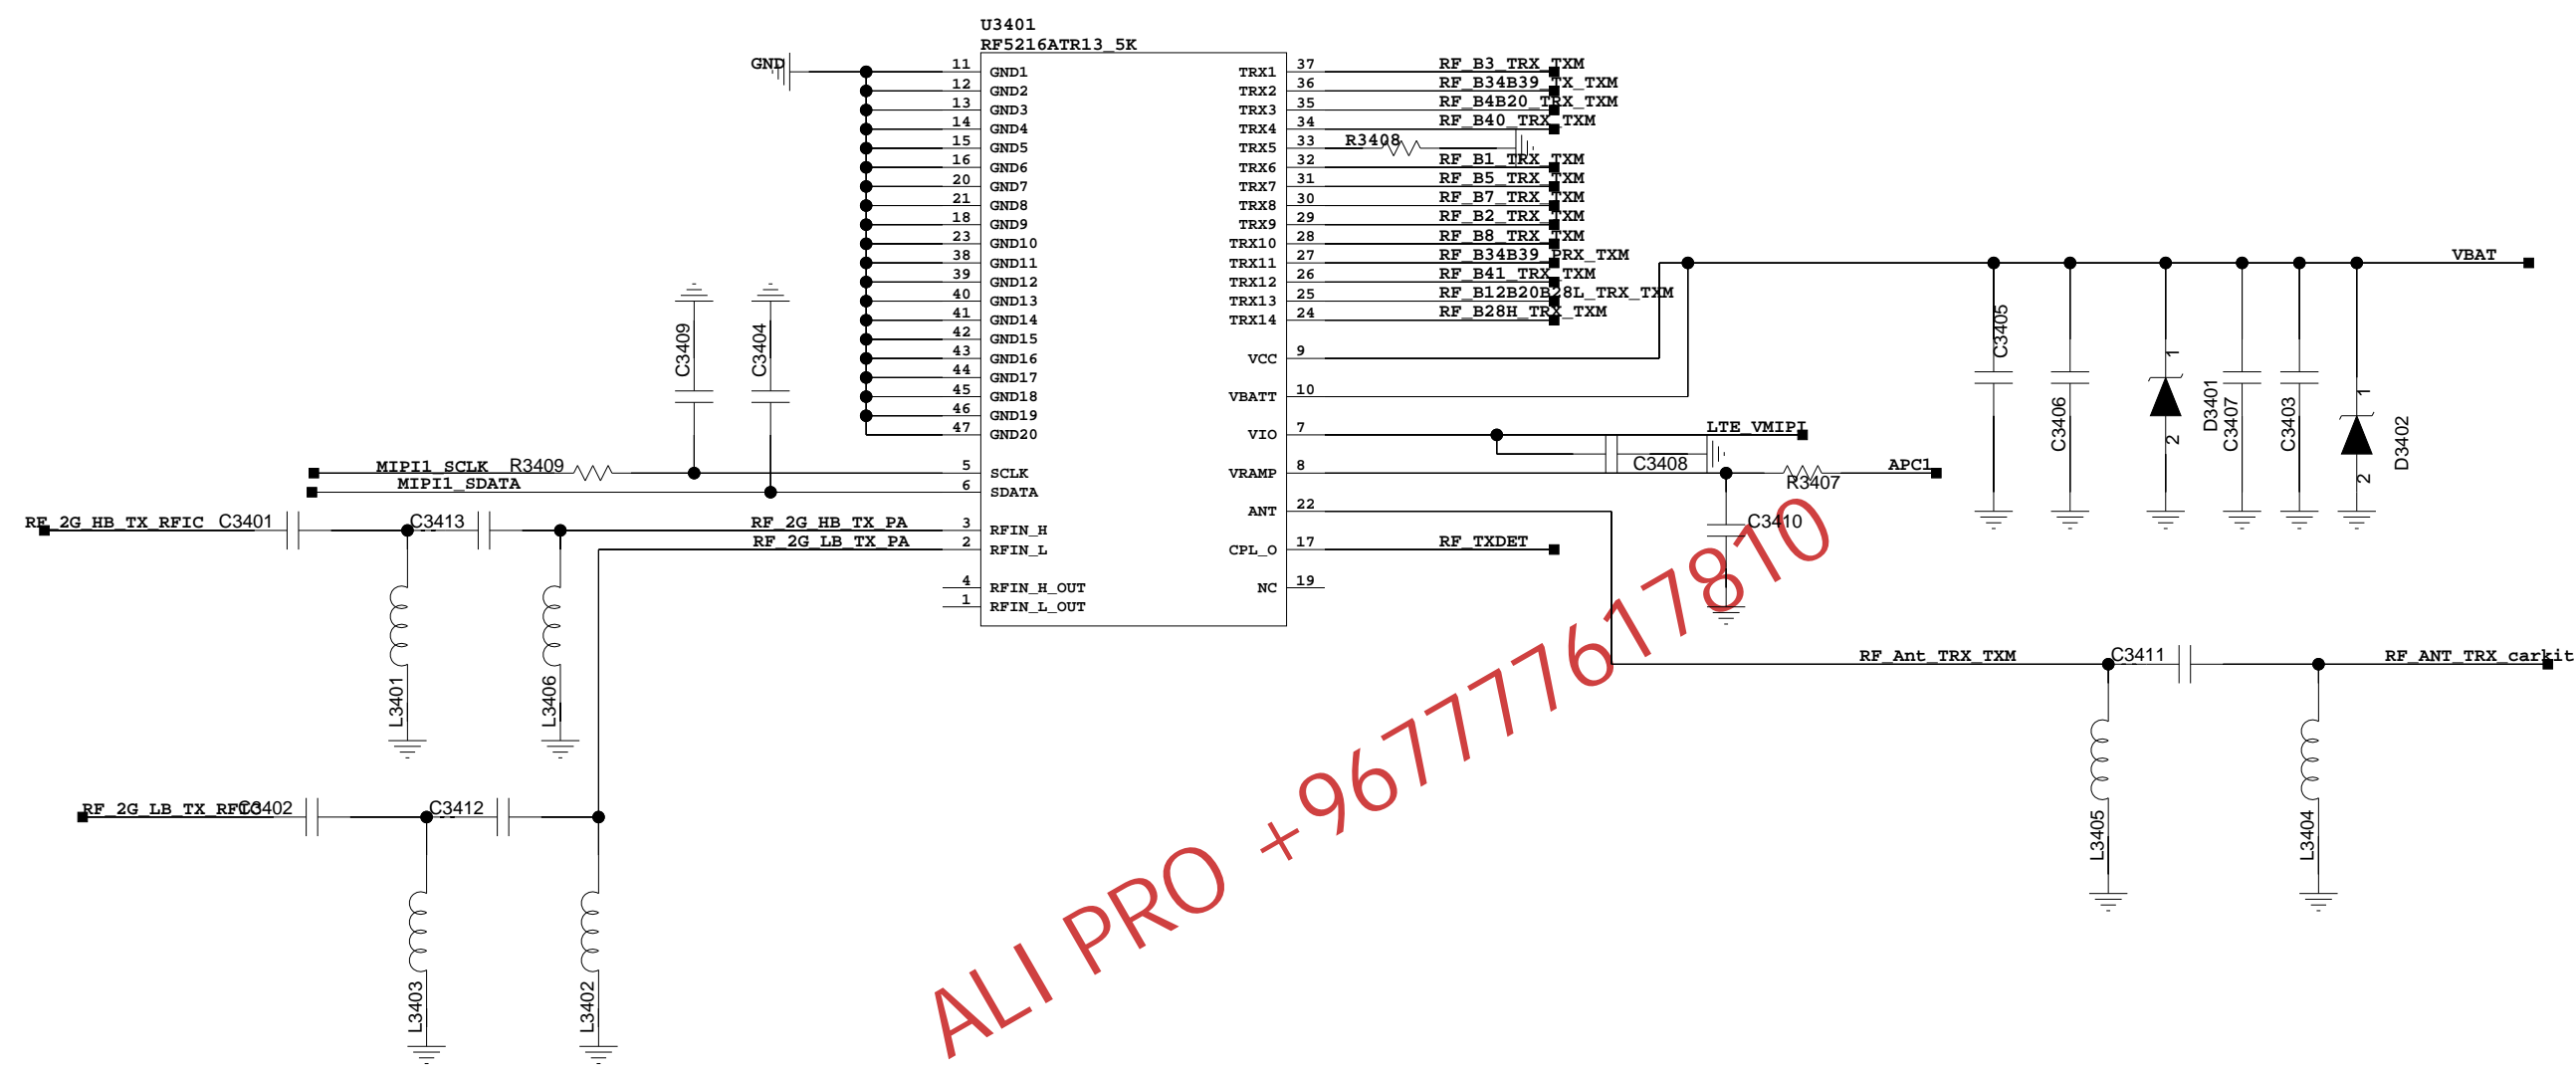 U3401
RF5216ATR13_5K
GND
11 GND1
12 GND2
13 GND3
14 GND4
15 GND5
16 GND6
20 GND7
21 GND8
18 GND9
23 GND10
38 GND11
39 GND12
40 GND13
41 GND14
42 GND15
43 GND16
44 GND17
45 GND18
46 GND19
47 GND20
5 SCLK
6 SDATA
3 RFIN_H
2 RFIN_L
4 RFIN_H_OUT
1 RFIN_L_OUT
TRX1 37 RF_B3_TRX_TXM
TRX2 36 RF_B34B39_TX_TXM
TRX3 35 RF_B4B20_TRX_TXM
TRX4 34 RF_B40_TRX_TXM
TRX5 33 R3408
TRX6 32 RF_B1_TRX_TXM
TRX7 31 RF_B5_TRX_TXM
TRX8 30 RF_B7_TRX_TXM
TRX9 29 RF_B2_TRX_TXM
TRX10 28 RF_B8_TRX_TXM
TRX11 27 RF_B34B39_PRX_TXM
TRX12 26 RF_B41_TRX_TXM
TRX13 25 RF_B12B20B28L_TRX_TXM
TRX14 24 RF_B28H_TRX_TXM
VCC 9
VBATT 10
VIO 7 LTE_VMIPI
C3408
VRAMP 8 APC1
R3407
C3410
ANT 22
CPL_O 17 RF_TXDET
NC 19
VBAT
C3405
C3406
1
D3401
2
C3407
C3403
1
D3402
2
C3409
C3404
MIPI1_SCLK R3409
MIPI1_SDATA
RF_2G_HB_TX_RFIC C3401 C3413 RF_2G_HB_TX_PA
RF_2G_LB_TX_PA
L3401
L3406
RF_2G_LB_TX_RFIC C3402 C3412
L3403
L3402
RF_Ant_TRX_TXM C3411 RF_ANT_TRX_carkit
L3405
L3404
ALI PRO +967777617810